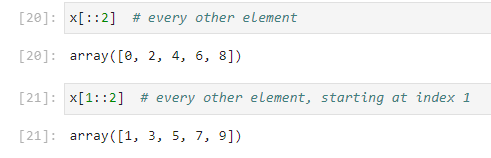 [20]: x[::2]  # every other element
[20]: array([0, 2, 4, 6, 8])
[21]: x[1::2]  # every other element, starting at index 1
[21]: array([1, 3, 5, 7, 9])